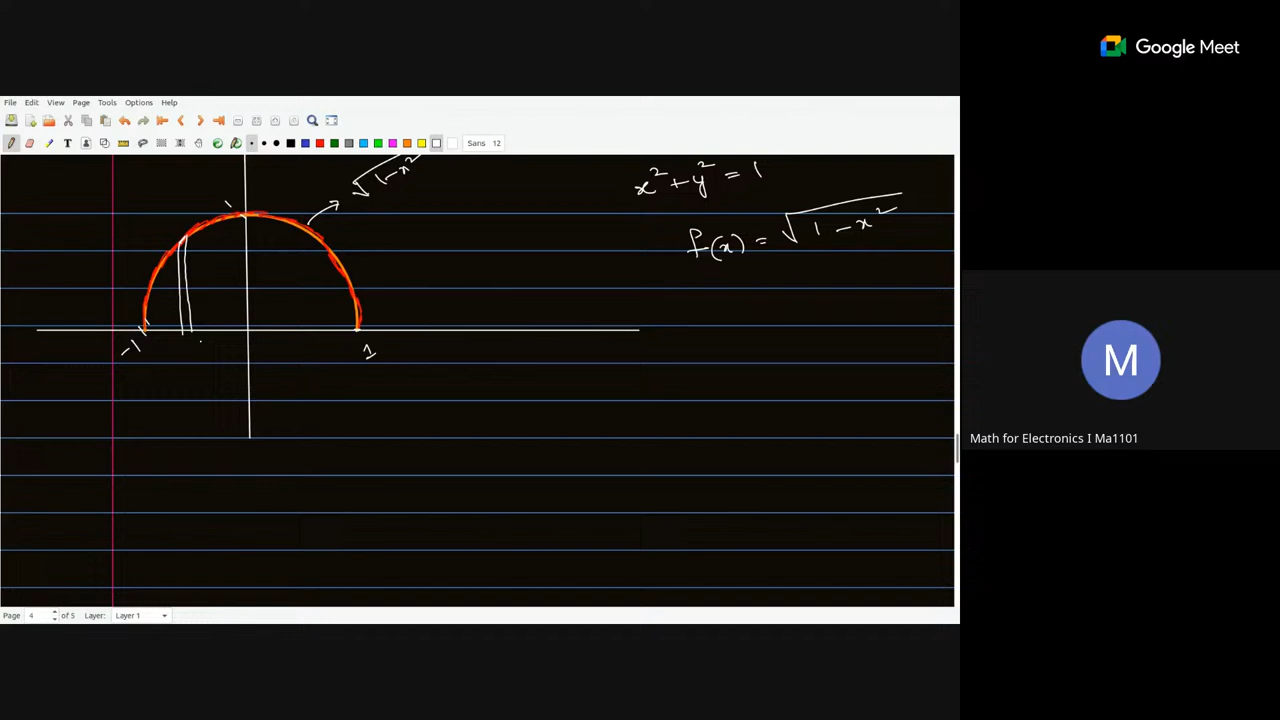 Google Meet
File Edit View Page Tools Options Help
Sans 12
√1-x²
x² + y² = 1
f(x) = √1-x²
1
-1
1
M
Math for Electronics I Ma1101
Page 4 of 5 Layer: Layer 1